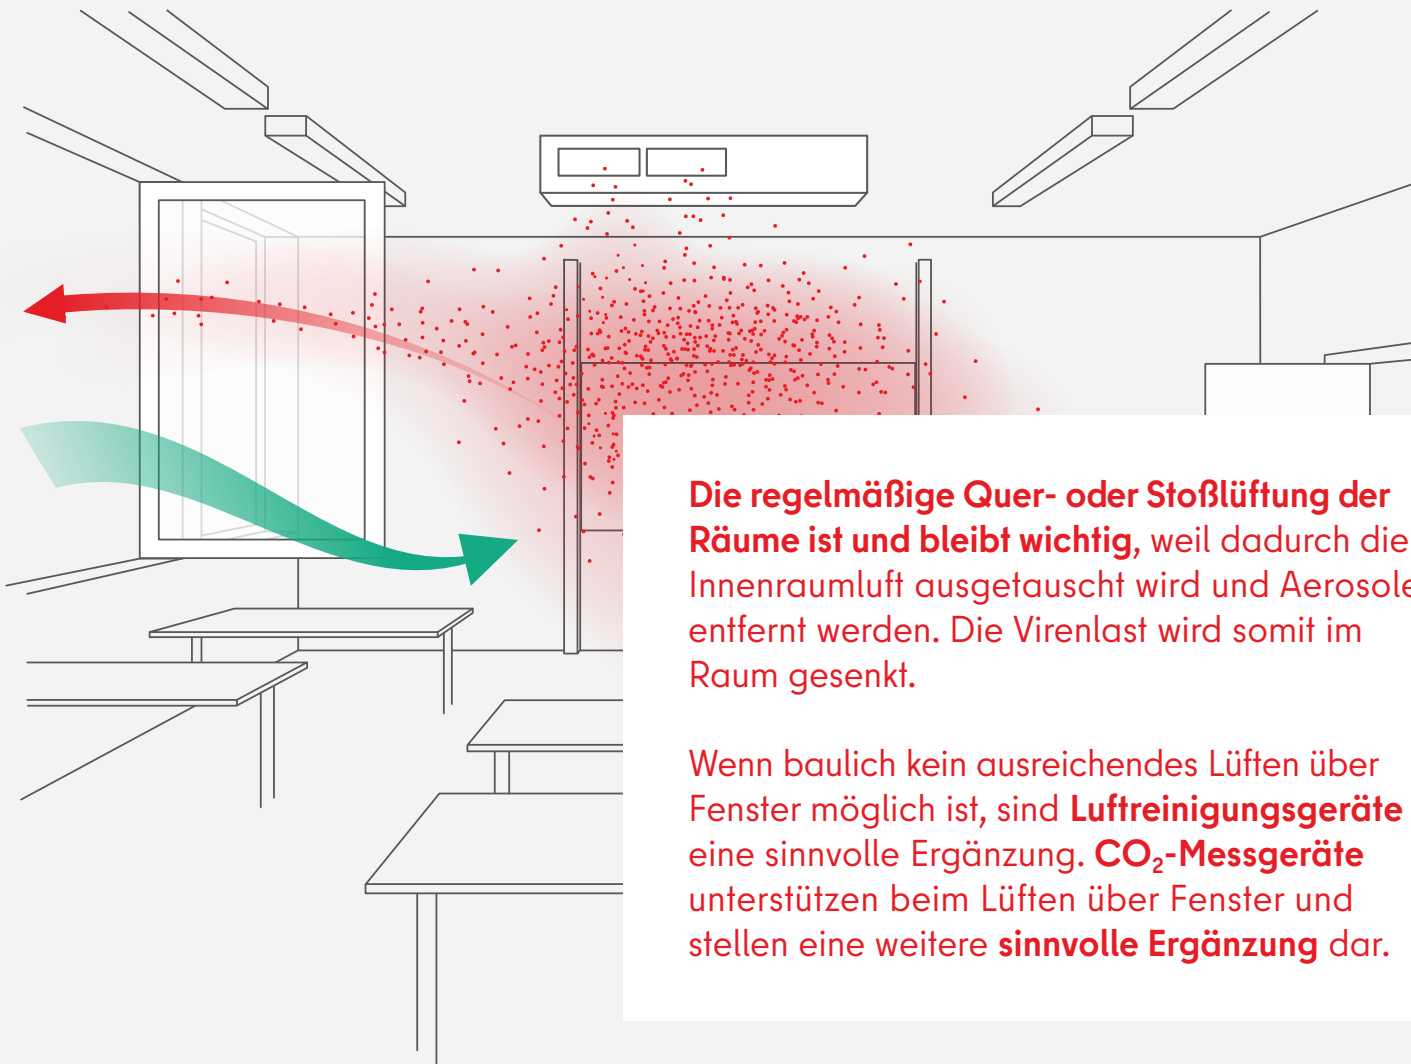 Die regelmäßige Quer- oder Stoßlüftung der
Räume ist und bleibt wichtig, weil dadurch die
Innenraumluft ausgetauscht wird und Aerosole
entfernt werden. Die Virenlast wird somit im
Raum gesenkt.
Wenn baulich kein ausreichendes Lüften über
Fenster möglich ist, sind Luftreinigungsgeräte
eine sinnvolle Ergänzung. CO₂-Messgeräte
unterstützen beim Lüften über Fenster und
stellen eine weitere sinnvolle Ergänzung dar.